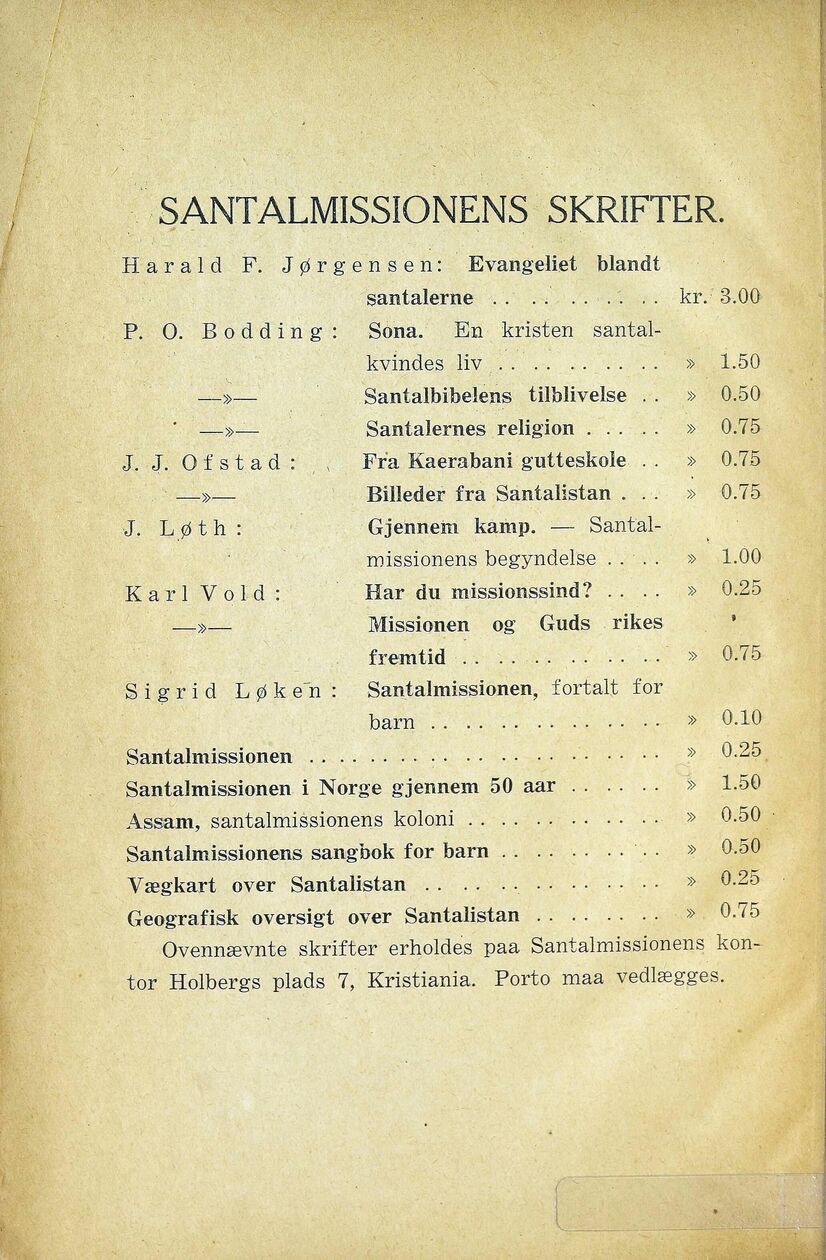 SANTALMISSIONENS SKRIFTER.
Harald F. Jørgensen: Evangeliet blandt
santalerne . . . . . . . . . . kr. 3.00
P. O. Bodding: Sona. En kristen santal-
kvindes liv . . . . . . . . . . » 1.50
—»— Santalbibelens tilblivelse . . » 0.50
—»— Santalernes religion . . . . . » 0.75
J. J. Ofstad: Fra Kaerabani gutteskole . . » 0.75
—»— Billeder fra Santalistan . . . » 0.75
J. Løth: Gjennem kamp. — Santal-
missionens begyndelse . . . . » 1.00
Karl Vold: Har du missionssind? . . . . » 0.25
—»— Missionen og Guds rikes
fremtid . . . . . . . . . . . . » 0.75
Sigrid Løken: Santalmissionen, fortalt for
barn . . . . . . . . . . . . . . » 0.10
Santalmissionen . . . . . . . . . . . . . . . . . . . . » 0.25
Santalmissionen i Norge gjennem 50 aar . . . . . . » 1.50
Assam, santalmissionens koloni . . . . . . . . . . . . » 0.50
Santalmissionens sangbok for barn . . . . . . . . . . » 0.50
Vægkart over Santalistan . . . . . . . . . . . . . . » 0.25
Geografisk oversigt over Santalistan . . . . . . . . » 0.75
Ovennævnte skrifter erholdes paa Santalmissionens kon-
tor Holbergs plads 7, Kristiania. Porto maa vedlægges.